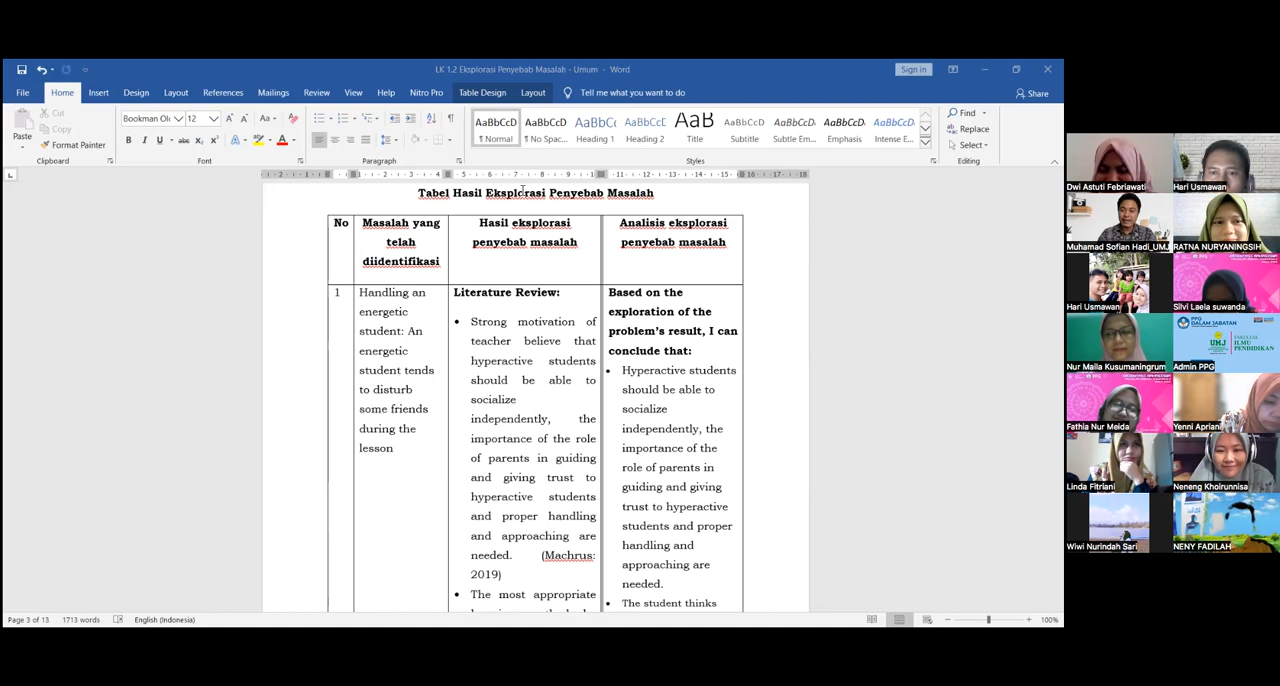 LK 1.2 Eksplorasi Penyebab Masalah - Umum - Word
Sign in
File Home Insert Design Layout References Mailings Review View Help Nitro Pro Table Design Layout Tell me what you want to do
Share
Paste
Cut
Copy
Format Painter
Clipboard
Bookman Ol 12
Font
Paragraph
AaBbCcD AaBbCcD AaBbCc AaBbCcD AaB AaBbCcD AaBbCcD AaBbCcD AaBbCcD
¶ Normal ¶ No Spac... Heading 1 Heading 2 Title Subtitle Subtle Em... Emphasis Intense E...
Styles
Find
Replace
Select
Editing
Tabel Hasil Eksplorasi Penyebab Masalah
No
Masalah yang
telah
diidentifikasi
Hasil eksplorasi
penyebab masalah
Analisis eksplorasi
penyebab masalah
1
Handling an
energetic
student: An
energetic
student tends
to disturb
some friends
during the
lesson
Literature Review:
• Strong motivation of
teacher believe that
hyperactive students
should be able to
socialize
independently, the
importance of the role
of parents in guiding
and giving trust to
hyperactive students
and proper handling
and approaching are
needed. (Machrus:
2019)
• The most appropriate
Based on the
exploration of the
problem's result, I can
conclude that:
• Hyperactive students
should be able to
socialize
independently, the
importance of the
role of parents in
guiding and giving
trust to hyperactive
students and proper
handling and
approaching are
needed.
• The student thinks
Page 3 of 13 1713 words English (Indonesia)
100%
Dwi Astuti Febriawati
Hari Usmawan
Muhamad Sofian Hadi_UMJ
RATNA NURYANINGSIH
Hari Usmawan
Silvi Laela suwanda
Nur Maila Kusumaningrum
PPG
DALAM JABATAN
UMJ
FAKULTAS
ILMU
PENDIDIKAN
Admin PPG
Fathia Nur Meida
Yenni Apriani
Linda Fitriani
Neneng Khoirunnisa
Wiwi Nurindah Sari
NENY FADILAH